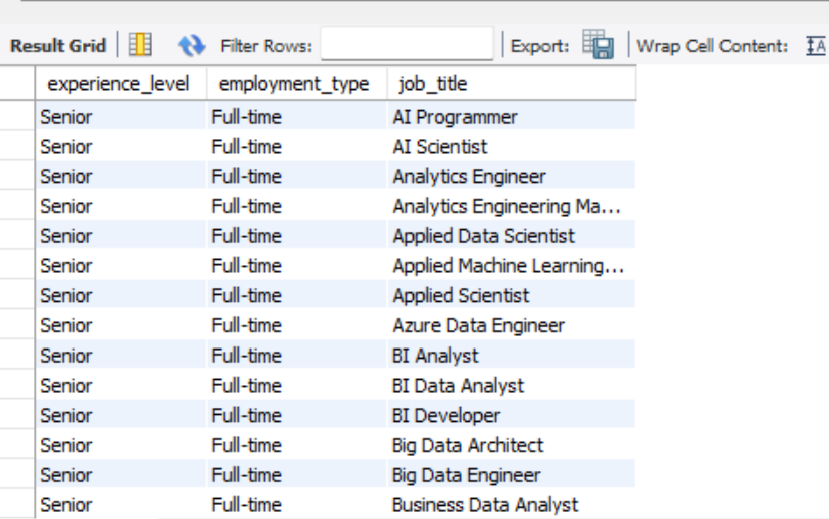 Result Grid Filter Rows: Export: Wrap Cell Content: IA
experience_level employment_type job_title
Senior Full-time AI Programmer
Senior Full-time AI Scientist
Senior Full-time Analytics Engineer
Senior Full-time Analytics Engineering Ma...
Senior Full-time Applied Data Scientist
Senior Full-time Applied Machine Learning...
Senior Full-time Applied Scientist
Senior Full-time Azure Data Engineer
Senior Full-time BI Analyst
Senior Full-time BI Data Analyst
Senior Full-time BI Developer
Senior Full-time Big Data Architect
Senior Full-time Big Data Engineer
Senior Full-time Business Data Analyst